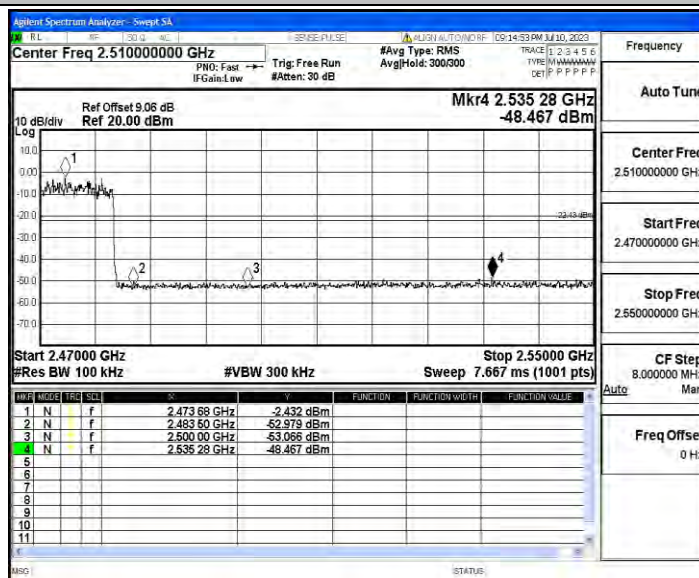 Agilent Spectrum Analyzer - Swept SA
RL RF 50 Ω AC SENSE:PULSE ALIGN AUTO/NO RF 09:14:53 PM Jul 10, 2023
Center Freq 2.510000000 GHz
PNO: Fast
IFGain:Low
Trig: Free Run
#Atten: 30 dB
#Avg Type: RMS
Avg|Hold: 300/300
TRACE 1 2 3 4 5 6
TYPE M W W W W W
DET P P P P P P
Frequency
Auto Tune
Center Freq
2.510000000 GHz
Start Freq
2.470000000 GHz
Stop Freq
2.550000000 GHz
CF Step
8.000000 MHz
Auto Man
Freq Offset
0 Hz
Mkr4 2.535 28 GHz
-48.467 dBm
Ref Offset 9.06 dB
10 dB/div Ref 20.00 dBm
Log
10.0
0.00
-10.0
-20.0
-30.0
-40.0
-50.0
-60.0
-70.0
1
2
3
4
-22.43 dBm
Start 2.47000 GHz Stop 2.55000 GHz
#Res BW 100 kHz #VBW 300 kHz Sweep 7.667 ms (1001 pts)
MKR MODE TRC SCL X Y FUNCTION FUNCTION WIDTH FUNCTION VALUE
1 N f 2.473 68 GHz -2.432 dBm
2 N f 2.483 50 GHz -52.979 dBm
3 N f 2.500 00 GHz -53.066 dBm
4 N f 2.535 28 GHz -48.467 dBm
5
6
7
8
9
10
11
MSG STATUS